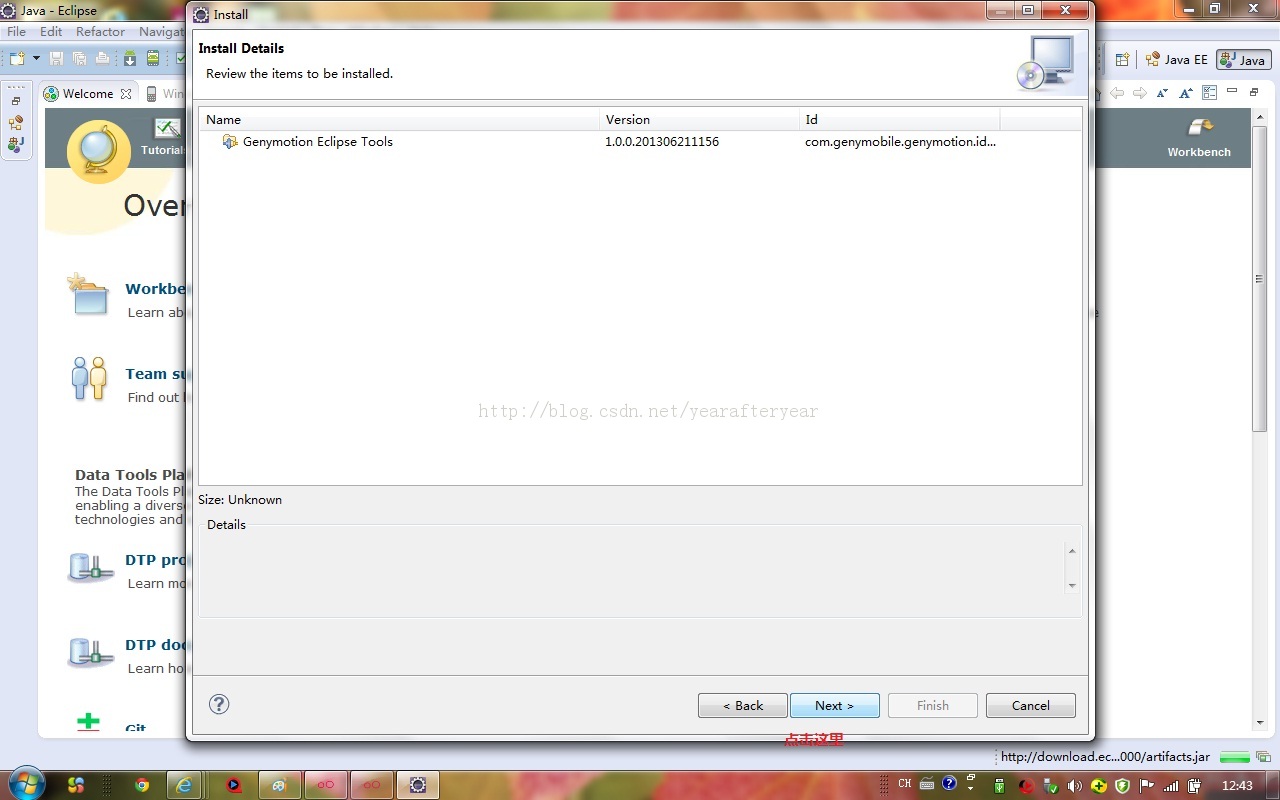 Java - Eclipse
File Edit Refactor Navigat
Java EE
Java
Welcome
Win
Tutorials
Workbench
Over
Workbe
Learn ab
Team su
Find out
Data Tools Pla
The Data Tools Pl
enabling a divers
technologies and
DTP pro
Learn mo
DTP doc
Learn ho
Git
Install
Install Details
Review the items to be installed.
Name Version Id
Genymotion Eclipse Tools 1.0.0.201306211156 com.genymobile.genymotion.id...
http://blog.csdn.net/yearafteryear
Size: Unknown
Details
< Back Next > Finish Cancel
点击这里
http://download.ec...000/artifacts.jar
CH
12:43